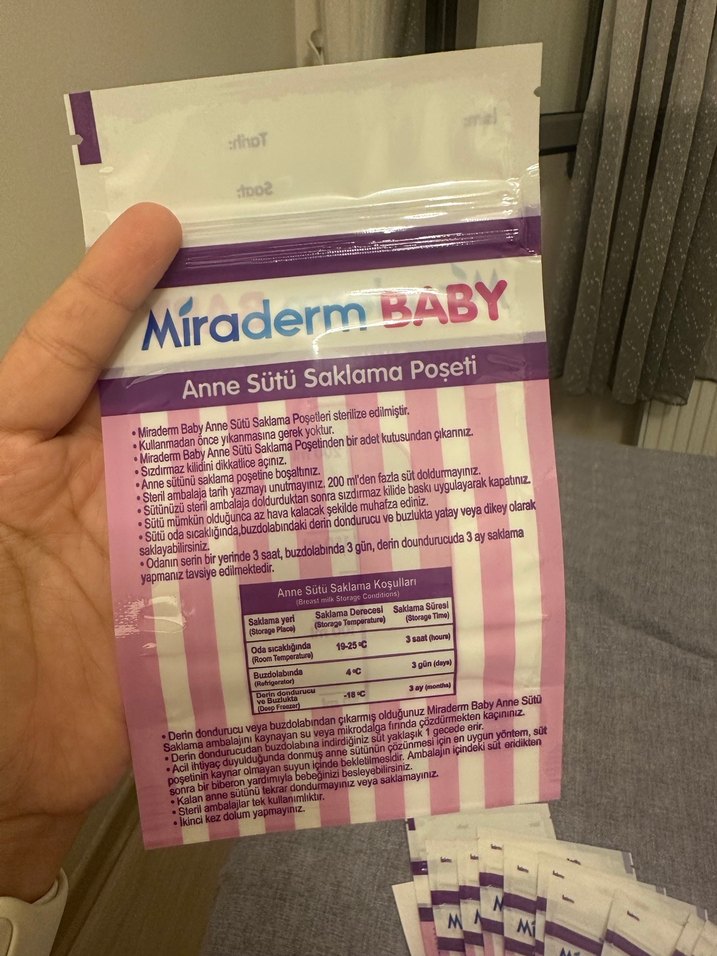 İsim:
Tarih:
Saat:
Miraderm BABY
Anne Sütü Saklama Poşeti
• Miraderm Baby Anne Sütü Saklama Poşetleri sterilize edilmiştir.
• Kullanmadan önce yıkanmasına gerek yoktur.
• Miraderm Baby Anne Sütü Saklama Poşetinden bir adet kutusundan çıkarınız.
• Sızdırmaz kilidini dikkatlice açınız.
• Anne sütünü saklama poşetine boşaltınız.
• Steril ambalaja tarih yazmayı unutmayınız. 200 ml'den fazla süt doldurmayınız.
• Sütünüzü steril ambalaja doldurduktan sonra sızdırmaz kilide baskı uygulayarak kapatınız.
• Sütü mümkün olduğunca az hava kalacak şekilde muhafza ediniz.
• Sütü oda sıcaklığında,buzdolabındaki derin dondurucu ve buzlukta yatay veya dikey olarak
saklayabilirsiniz.
• Odanın serin bir yerinde 3 saat, buzdolabında 3 gün, derin doundurucuda 3 ay saklama
yapmanız tavsiye edilmektedir.
Anne Sütü Saklama Koşulları
(Breast milk Storage Conditions)
Saklama yeri Saklama Derecesi Saklama Süresi
(Storage Place) (Storage Temperature) (Storage Time)
Oda sıcaklığında 19-25 ºC 3 saat (hours)
(Room Temperature)
Buzdolabında 4 ºC 3 gün (days)
(Refrigerator)
Derin dondurucu
ve Buzlukta -18 ºC 3 ay (months)
(Deep Freezer)
• Derin dondurucu veya buzdolabından çıkarmış olduğunuz Miraderm Baby Anne Sütü
Saklama ambalajını kaynayan su veya mikrodalga fırında çözdürmekten kaçınınız.
• Derin dondurucudan buzdolabına indirdiğiniz süt yaklaşık 1 gecede erir.
• Acil ihtiyaç duyulduğunda donmuş anne sütünün çözünmesi için en uygun yöntem, süt
poşetinin kaynar olmayan suyun içinde bekletilmesidir. Ambalajın içindeki süt eridikten
sonra bir biberon yardımıyla bebeğinizi besleyebilirsiniz.
• Kalan anne sütünü tekrar dondurmayınız veya saklamayınız.
• Steril ambalajlar tek kullanımlıktır.
• İkinci kez dolum yapmayınız.